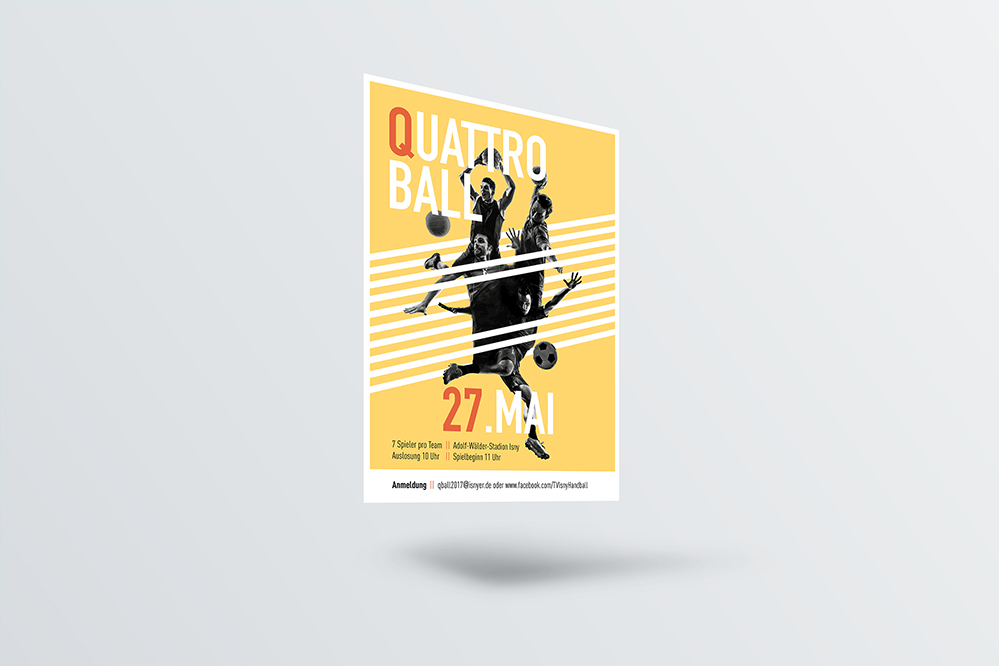 QUATTRO
BALL
27.MAI
7 Spieler pro Team || Adolf-Wälder-Stadion Isny
Auslosung 10 Uhr || Spielbeginn 11 Uhr
Anmeldung || qball2017@isnyer.de oder www.facebook.com/TVIsnyHandball